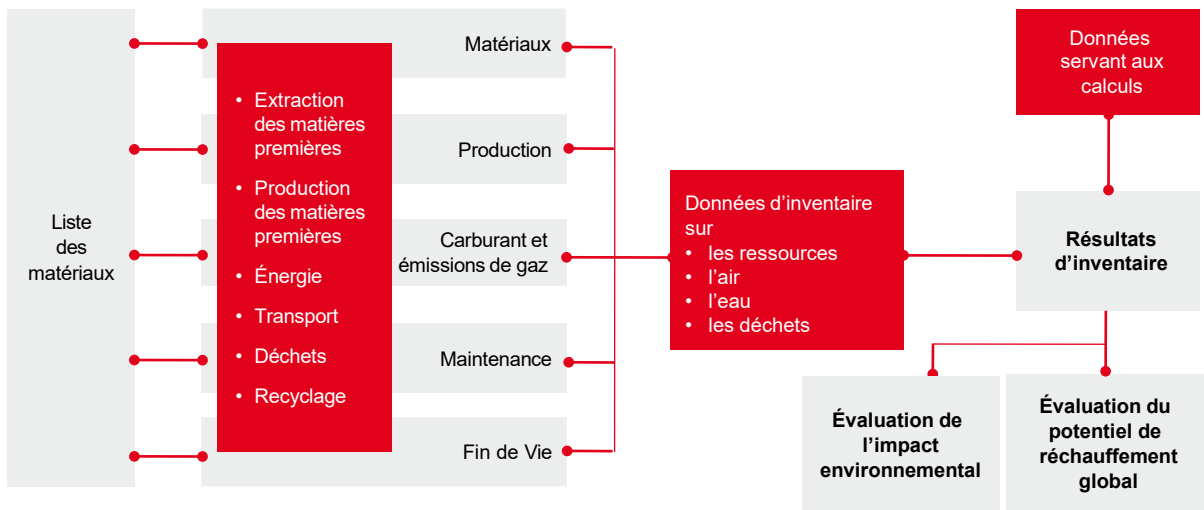 Liste
des
matériaux
• Extraction
des matières
premières
• Production
des matières
premières
• Énergie
• Transport
• Déchets
• Recyclage
Matériaux
Production
Carburant et
émissions de gaz
Maintenance
Fin de Vie
Données d’inventaire
sur
• les ressources
• l’air
• l’eau
• les déchets
Données
servant aux
calculs
Résultats
d’inventaire
Évaluation de
l’impact
environnemental
Évaluation du
potentiel de
réchauffement
global